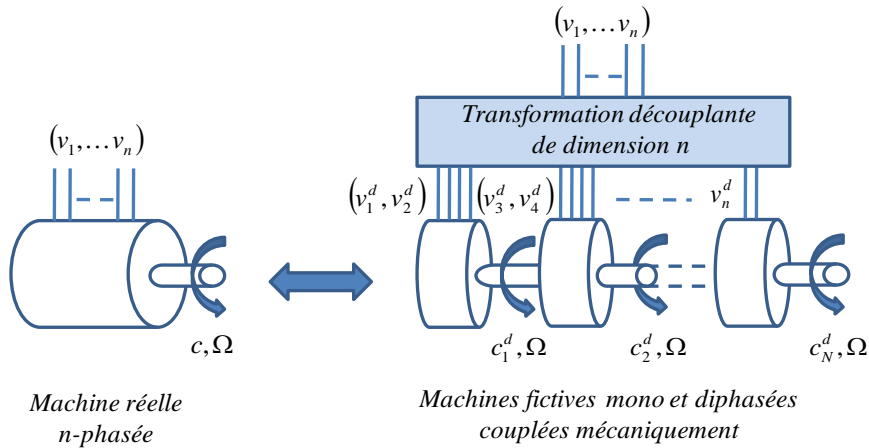 (v₁,…vₙ)
Transformation découplante
de dimension n
(v₁,…vₙ)
(v₁ᵈ,v₂ᵈ) (v₃ᵈ,v₄ᵈ) vₙᵈ
c,Ω c₁ᵈ,Ω c₂ᵈ,Ω c_Nᵈ,Ω
Machine réelle
n-phasée
Machines fictives mono et diphasées
couplées mécaniquement